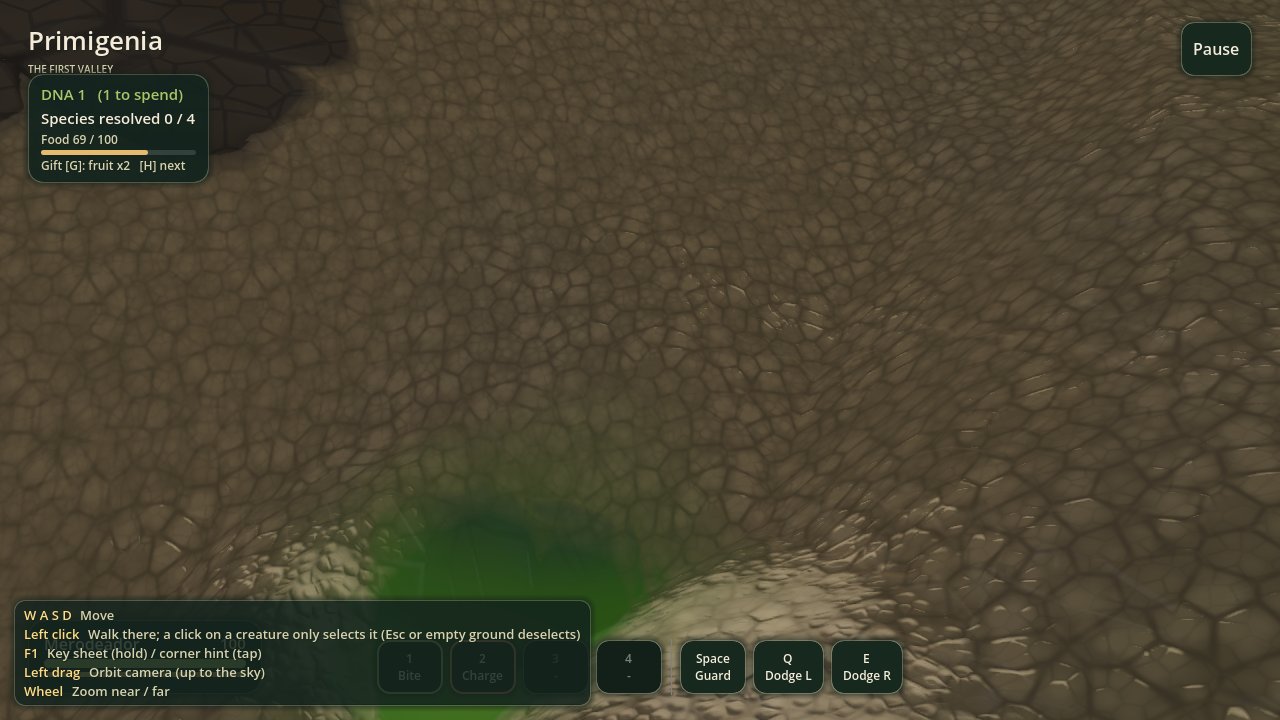 Primigenia
THE FIRST VALLEY
DNA 1 (1 to spend)
Species resolved 0 / 4
Food 69 / 100
Gift [G]: fruit x2 [H] next
Pause
W A S D Move
Left click Walk there; a click on a creature only selects it (Esc or empty ground deselects)
F1 Key sheet (hold) / corner hint (tap)
Left drag Orbit camera (up to the sky)
Wheel Zoom near / far
Merodeador
1
Bite
2
Charge
3
-
4
-
Space
Guard
Q
Dodge L
E
Dodge R